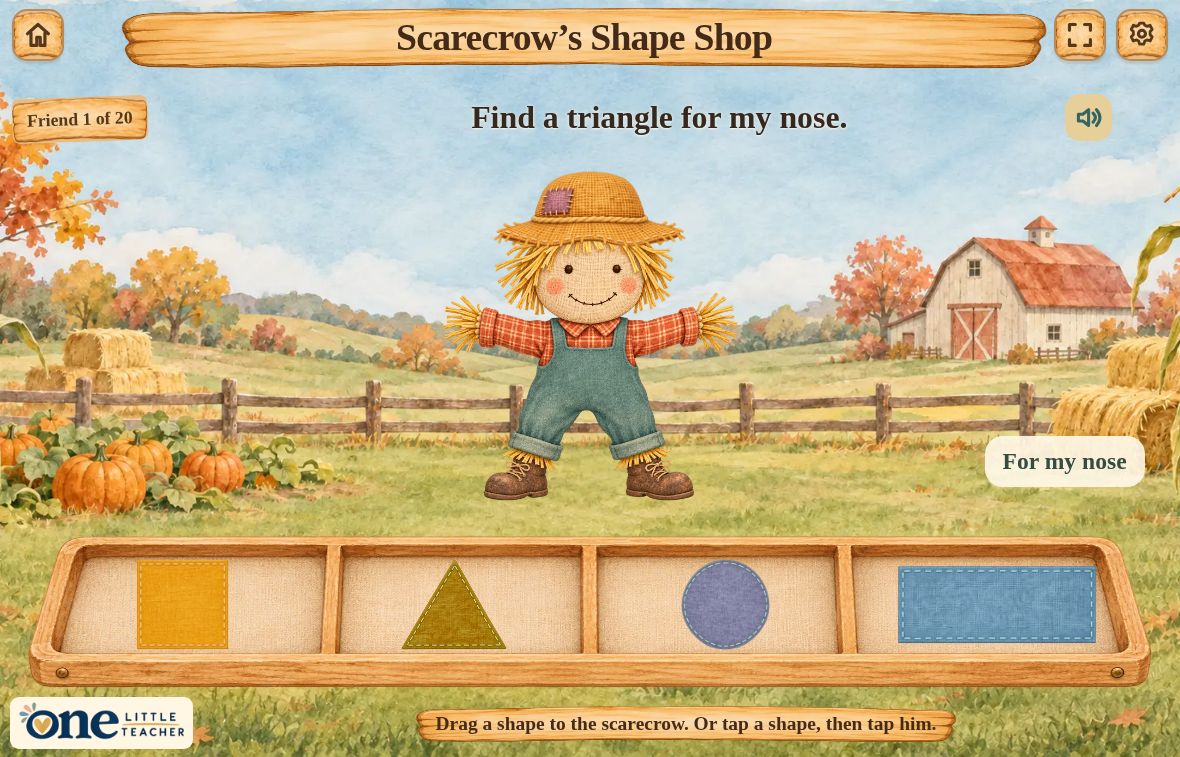 Scarecrow’s Shape Shop
Friend 1 of 20
Find a triangle for my nose.
For my nose
Drag a shape to the scarecrow. Or tap a shape, then tap him.
one LITTLE TEACHER